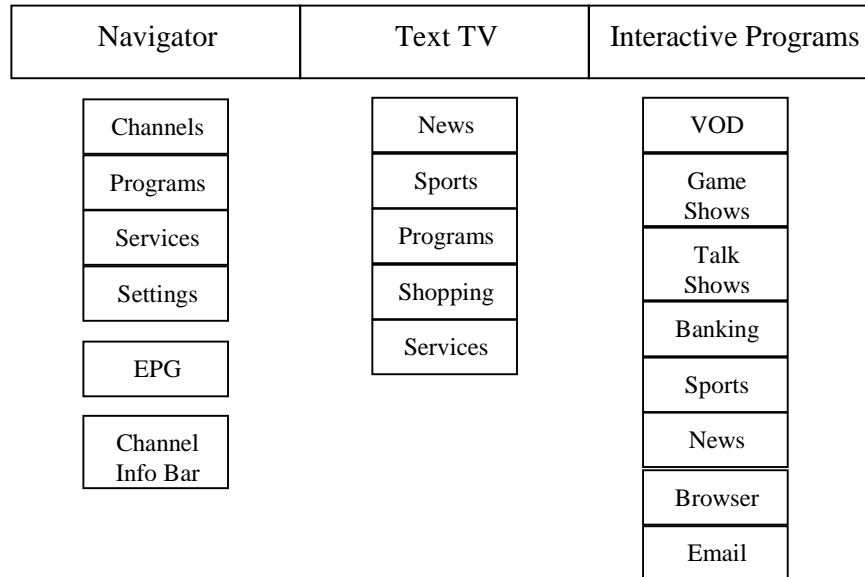 Navigator
Text TV
Interactive Programs
Channels
Programs
Services
Settings
EPG
Channel
Info Bar
News
Sports
Programs
Shopping
Services
VOD
Game
Shows
Talk
Shows
Banking
Sports
News
Browser
Email